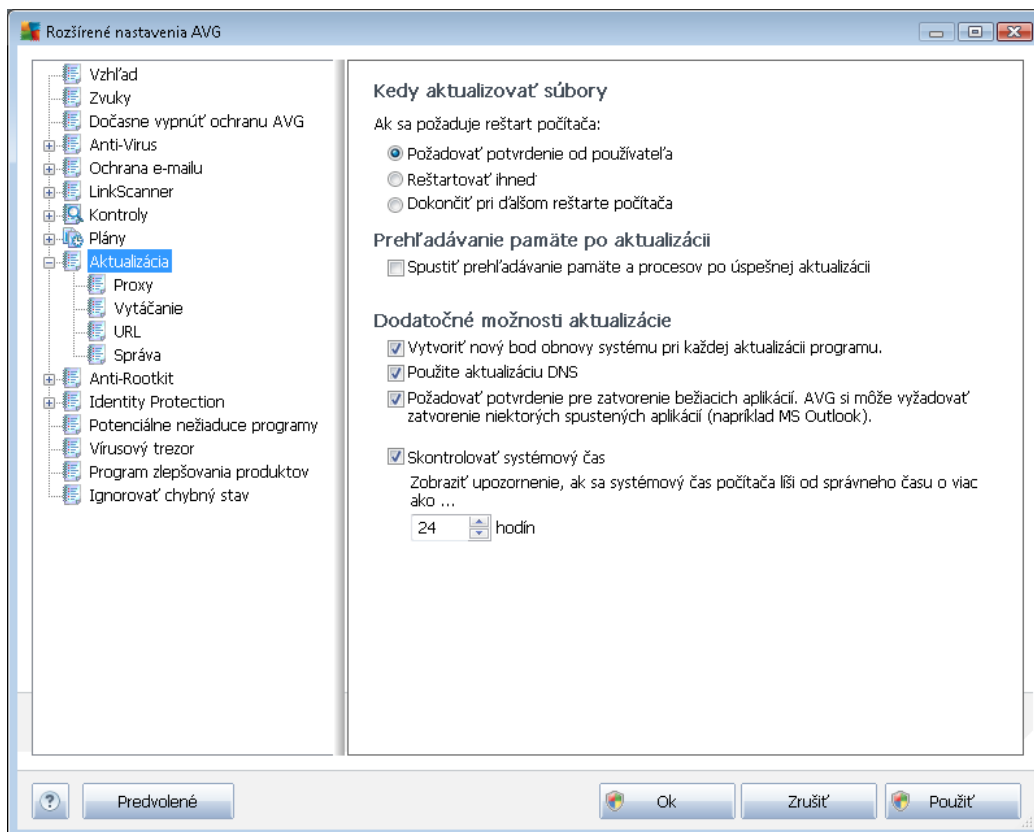 Rozšírené nastavenia AVG
Vzhľad
Zvuky
Dočasne vypnúť ochranu AVG
Anti-Virus
Ochrana e-mailu
LinkScanner
Kontroly
Plány
Aktualizácia
Proxy
Vytáčanie
URL
Správa
Anti-Rootkit
Identity Protection
Potenciálne nežiaduce programy
Vírusový trezor
Program zlepšovania produktov
Ignorovať chybný stav
Kedy aktualizovať súbory
Ak sa požaduje reštart počítača:
Požadovať potvrdenie od používateľa
Reštartovať ihneď
Dokončiť pri ďalšom reštarte počítača
Prehľadávanie pamäte po aktualizácii
Spustiť prehľadávanie pamäte a procesov po úspešnej aktualizácii
Dodatočné možnosti aktualizácie
Vytvoriť nový bod obnovy systému pri každej aktualizácii programu.
Použite aktualizáciu DNS
Požadovať potvrdenie pre zatvorenie bežiacich aplikácií. AVG si môže vyžadovať
zatvorenie niektorých spustených aplikácií (napríklad MS Outlook).
Skontrolovať systémový čas
Zobraziť upozornenie, ak sa systémový čas počítača líši od správneho času o viac
ako ...
24 hodín
? Predvolené Ok Zrušiť Použiť